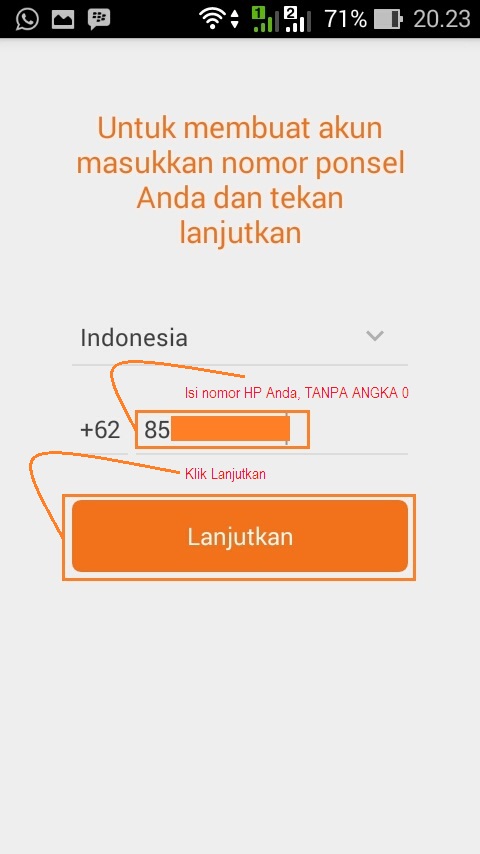 1 2 71% 20.23
Untuk membuat akun
masukkan nomor ponsel
Anda dan tekan
lanjutkan
Indonesia
Isi nomor HP Anda, TANPA ANGKA 0
+62 85
Klik Lanjutkan
Lanjutkan